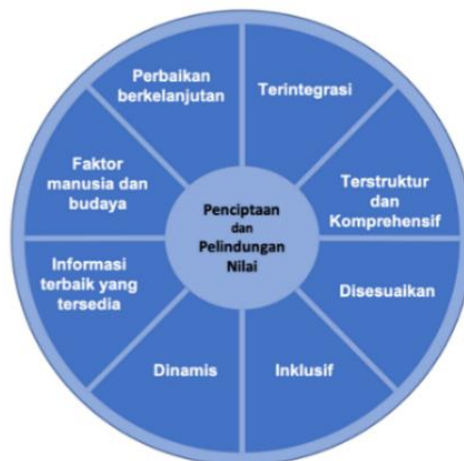 Penciptaan
dan
Pelindungan
Nilai
Terintegrasi
Terstruktur
dan
Komprehensif
Disesuaikan
Inklusif
Dinamis
Informasi
terbaik yang
tersedia
Faktor
manusia dan
budaya
Perbaikan
berkelanjutan